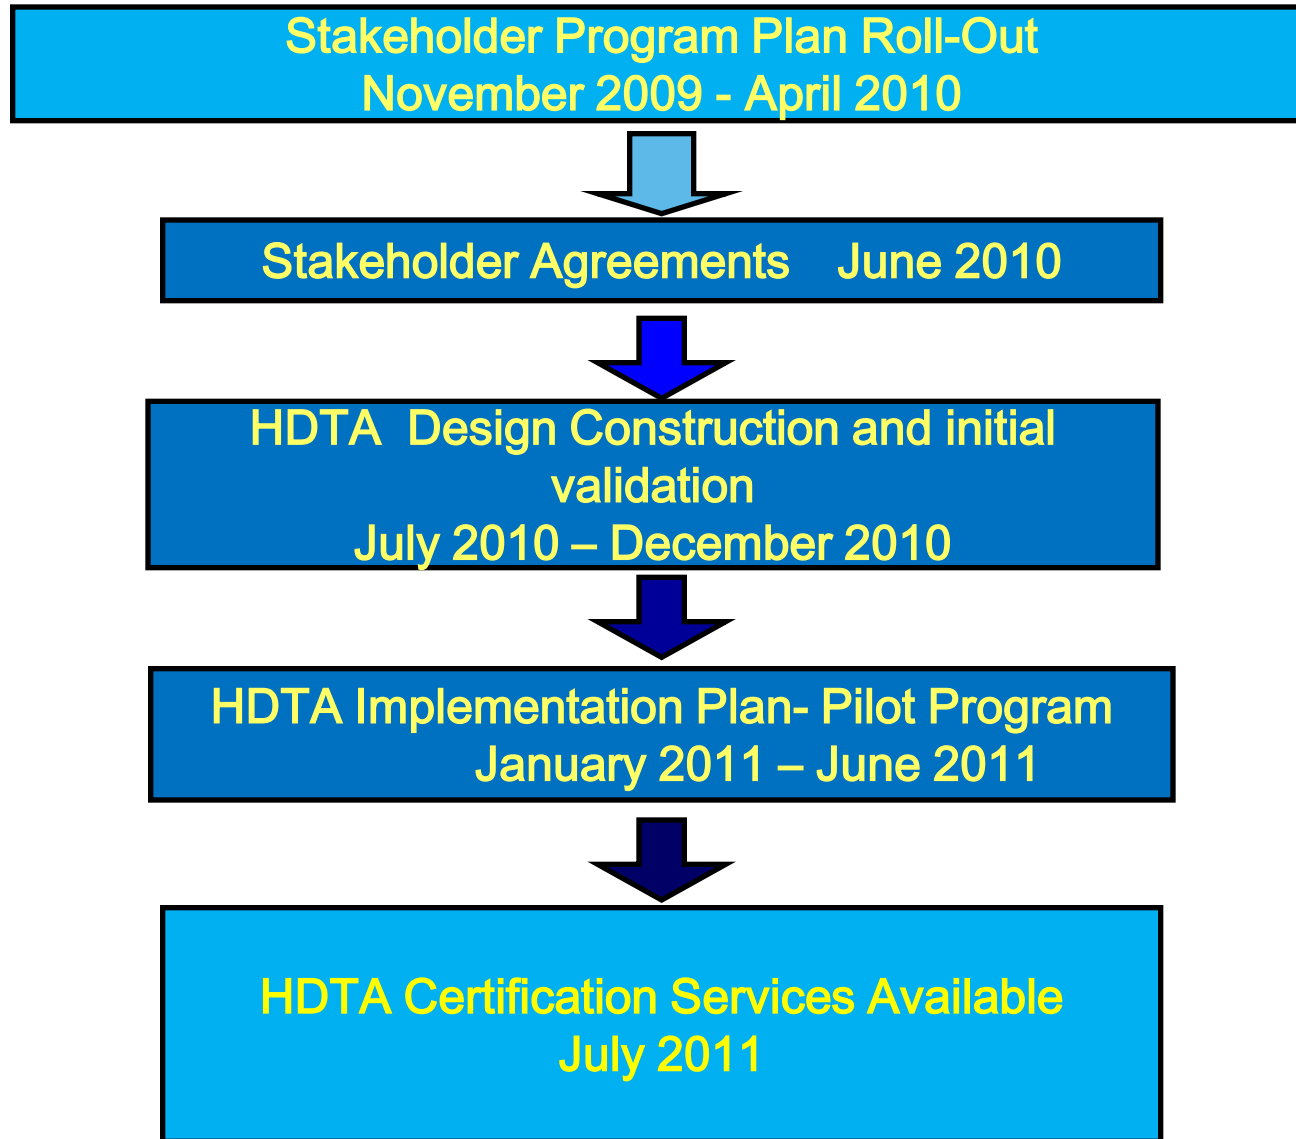 Stakeholder Program Plan Roll-Out
November 2009 - April 2010
Stakeholder Agreements June 2010
HDTA Design Construction and initial
validation
July 2010 – December 2010
HDTA Implementation Plan- Pilot Program
January 2011 – June 2011
HDTA Certification Services Available
July 2011